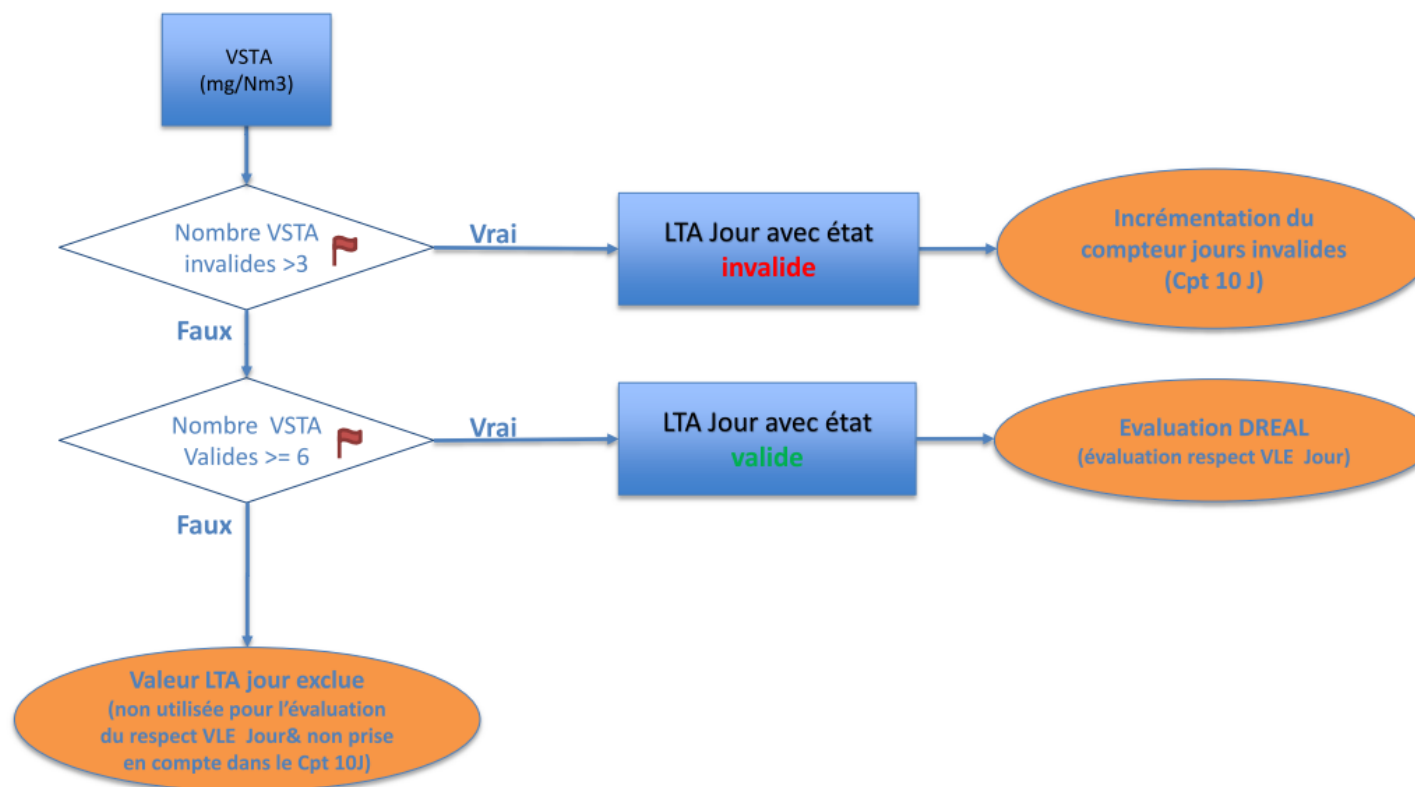 VSTA
(mg/Nm3)
Nombre VSTA
invalides >3
Vrai
LTA Jour avec état
invalide
Incrémentation du
compteur jours invalides
(Cpt 10 J)
Faux
Nombre VSTA
Valides >= 6
Vrai
LTA Jour avec état
valide
Evaluation DREAL
(évaluation respect VLE Jour)
Faux
Valeur LTA jour exclue
(non utilisée pour l'évaluation
du respect VLE Jour& non prise
en compte dans le Cpt 10J)